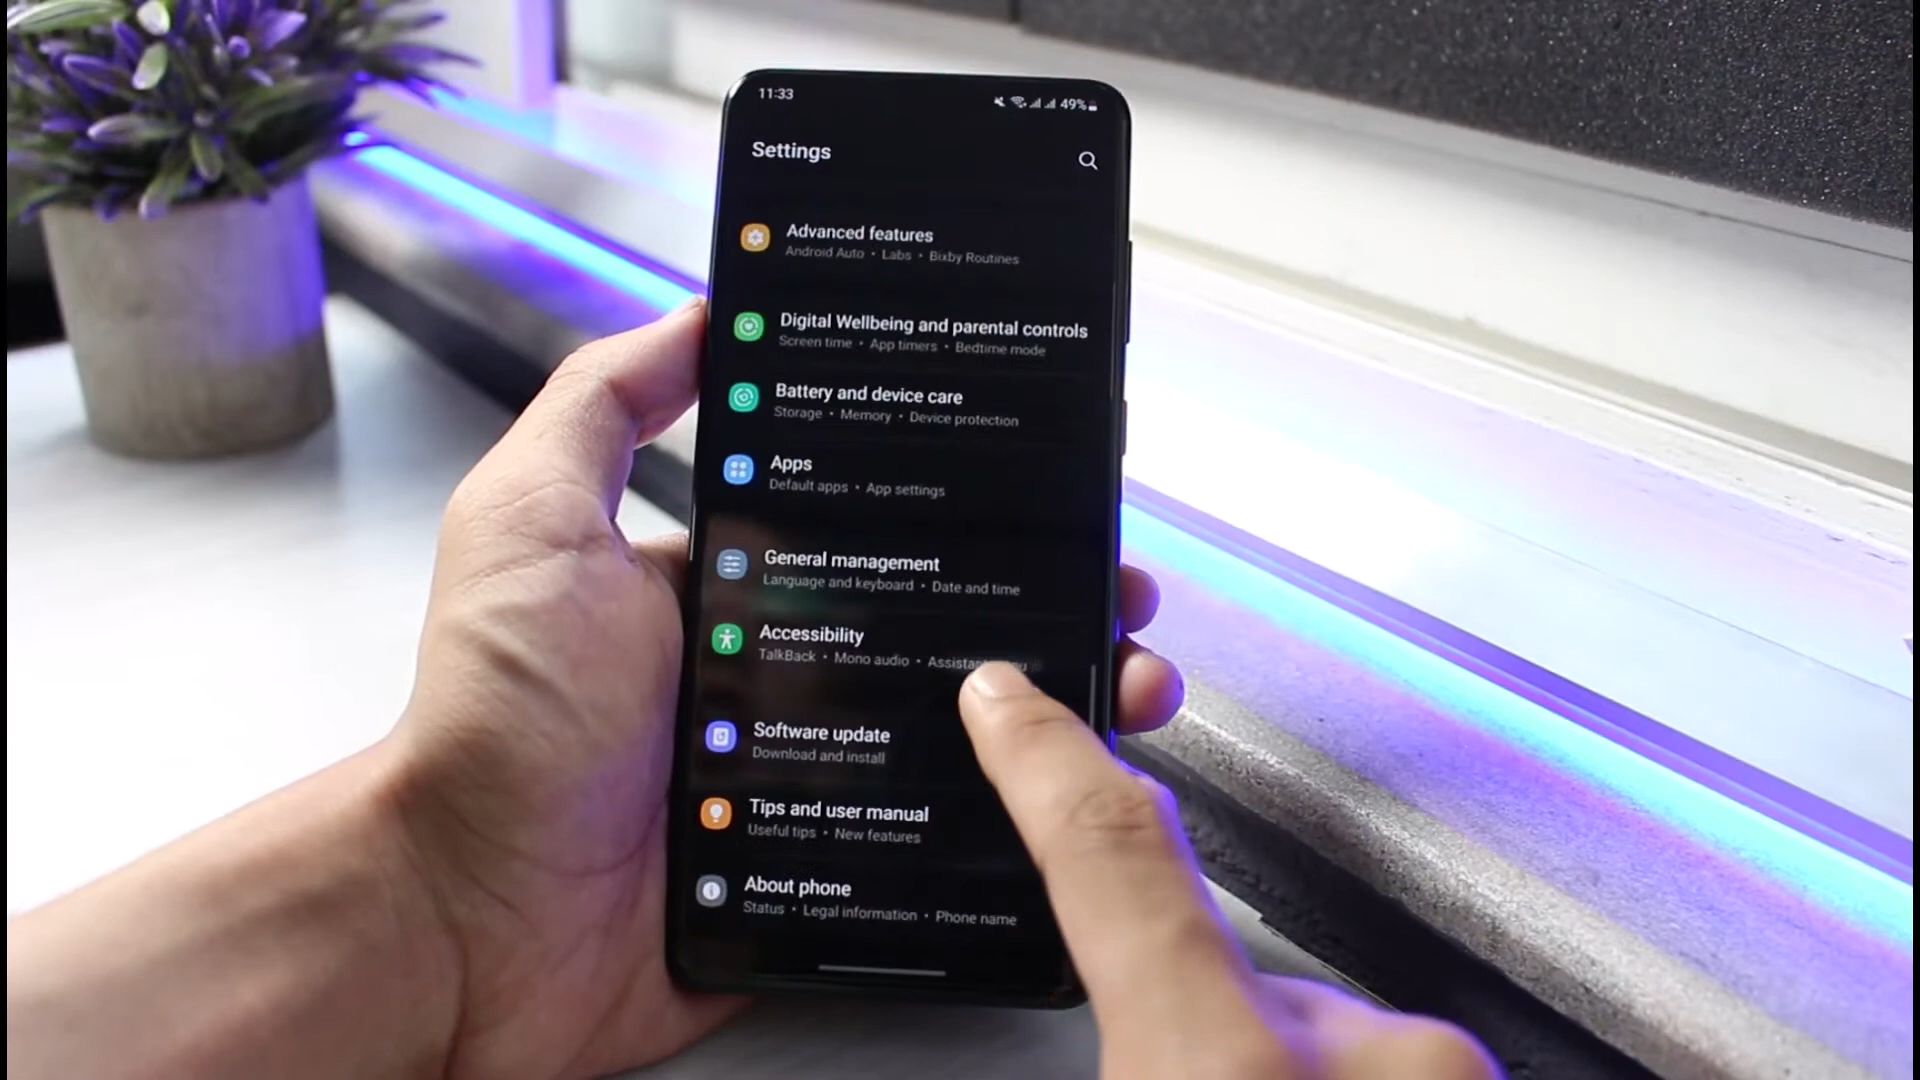 11:33
49%
Settings
Advanced features
Android Auto • Labs • Bixby Routines
Digital Wellbeing and parental controls
Screen time • App timers • Bedtime mode
Battery and device care
Storage • Memory • Device protection
Apps
Default apps • App settings
General management
Language and keyboard • Date and time
Accessibility
TalkBack • Mono audio •
Software update
Download and install
Tips and user manual
Useful tips • New features
About phone
Status • Legal information • Phone name